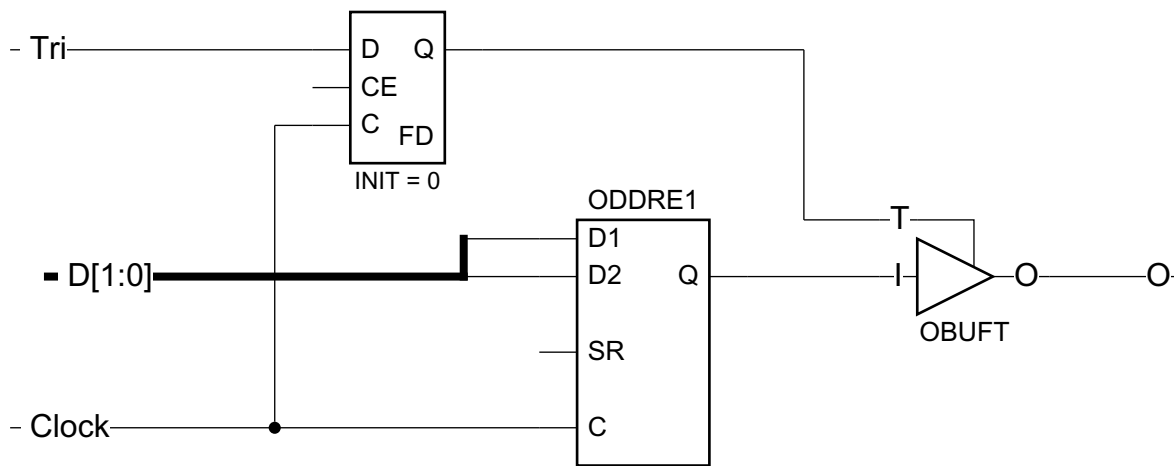 Tri
D Q
CE
C
FD
INIT = 0
ODDRE1
D1
D[1:0]
D2 Q
SR
C
Clock
T
I
O
O
OBUFT